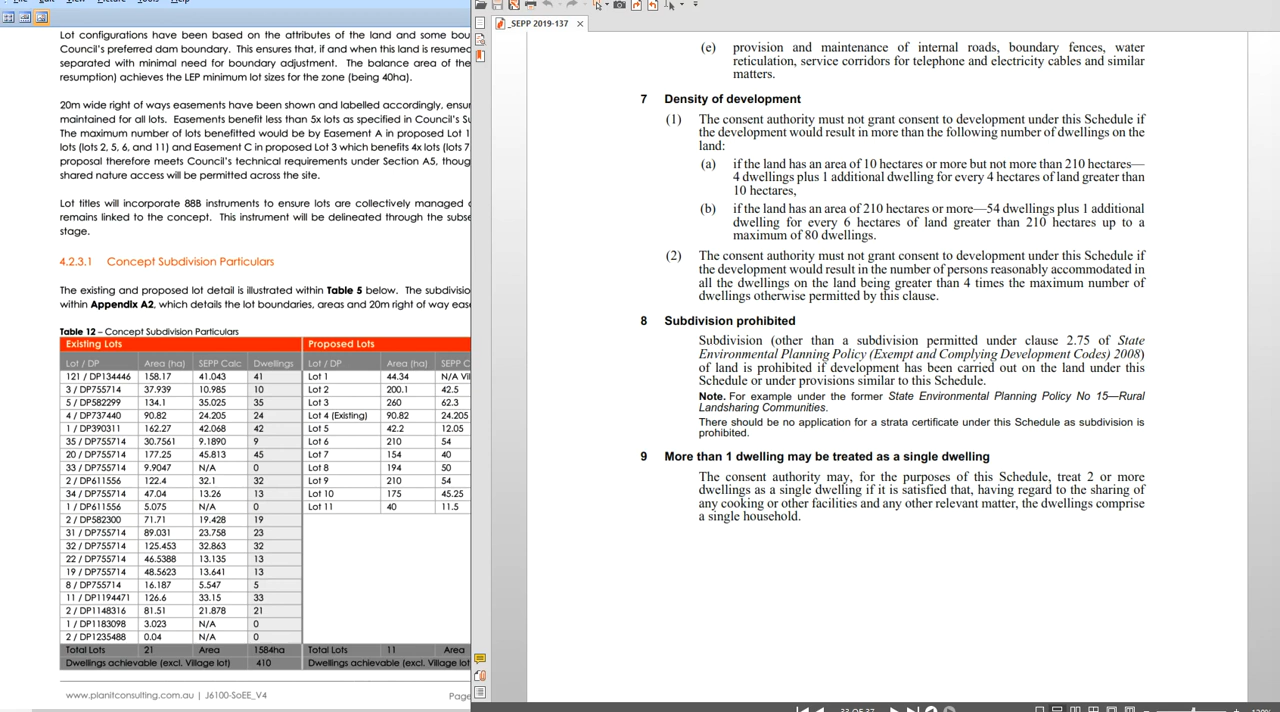 File Edit View Picture Tools Help
Lot configurations have been based on the attributes of the land and some bou
Council's preferred dam boundary. This ensures that, if and when this land is resumed
separated with minimal need for boundary adjustment. The balance area of the
resumption) achieves the LEP minimum lot sizes for the zone (being 40ha).
20m wide right of ways easements have been shown and labelled accordingly, ensu
maintained for all lots. Easements benefit less than 5x lots as specified in Council's Su
The maximum number of lots benefitted would be by Easement A in proposed Lot 1
lots (lots 2, 5, 6, and 11) and Easement C in proposed Lot 3 which benefits 4x lots (lots 7
proposal therefore meets Council's technical requirements under Section A5, thoug
shared nature access will be permitted across the site.
Lot titles will incorporate 88B instruments to ensure lots are collectively managed
remains linked to the concept. This instrument will be delineated through the subse
stage.
4.2.3.1 Concept Subdivision Particulars
The existing and proposed lot detail is illustrated within Table 5 below. The subdivisio
within Appendix A2, which details the lot boundaries, areas and 20m right of way eas
Table 12 – Concept Subdivision Particulars
Existing Lots Proposed Lots
Lot / DP Area (ha) SEPP Calc Dwellings Lot / DP Area (ha) SEPP C
121 / DP134446 158.17 41.043 41 Lot 1 44.34 N/A Vil
3 / DP755714 37.939 10.985 10 Lot 2 200.1 42.5
5 / DP582299 134.1 35.025 35 Lot 3 260 62.3
4 / DP737440 90.82 24.205 24 Lot 4 (Existing) 90.82 24.205
1 / DP390311 162.27 42.068 42 Lot 5 42.2 12.05
35 / DP755714 30.7561 9.1890 9 Lot 6 210 54
20 / DP755714 177.25 45.813 45 Lot 7 154 40
33 / DP755714 9.9047 N/A 0 Lot 8 194 50
2 / DP611556 122.4 32.1 32 Lot 9 210 54
34 / DP755714 47.04 13.26 13 Lot 10 175 45.25
1 / DP611556 5.075 N/A 0 Lot 11 40 11.5
2 / DP582300 71.71 19.428 19
31 / DP755714 89.031 23.758 23
32 / DP755714 125.453 32.863 32
22 / DP755714 46.5388 13.135 13
19 / DP755714 48.5623 13.641 13
8 / DP755714 16.187 5.547 5
11 / DP1194471 126.6 33.15 33
2 / DP1148316 81.51 21.878 21
1 / DP1183098 3.023 N/A 0
2 / DP1235488 0.04 N/A 0
Total Lots 21 Area 1584ha Total Lots 11 Area
Dwellings achievable (excl. Village lot) 410 Dwellings achievable (excl. Village lot
www.planitconsulting.com.au | J6100-SoEE_V4 Page
_SEPP 2019-137
(e) provision and maintenance of internal roads, boundary fences, water
reticulation, service corridors for telephone and electricity cables and similar
matters.
7 Density of development
(1) The consent authority must not grant consent to development under this Schedule if
the development would result in more than the following number of dwellings on the
land:
(a) if the land has an area of 10 hectares or more but not more than 210 hectares—
4 dwellings plus 1 additional dwelling for every 4 hectares of land greater than
10 hectares,
(b) if the land has an area of 210 hectares or more—54 dwellings plus 1 additional
dwelling for every 6 hectares of land greater than 210 hectares up to a
maximum of 80 dwellings.
(2) The consent authority must not grant consent to development under this Schedule if
the development would result in the number of persons reasonably accommodated in
all the dwellings on the land being greater than 4 times the maximum number of
dwellings otherwise permitted by this clause.
8 Subdivision prohibited
Subdivision (other than a subdivision permitted under clause 2.75 of State
Environmental Planning Policy (Exempt and Complying Development Codes) 2008)
of land is prohibited if development has been carried out on the land under this
Schedule or under provisions similar to this Schedule.
Note. For example under the former State Environmental Planning Policy No 15—Rural
Landsharing Communities.
There should be no application for a strata certificate under this Schedule as subdivision is
prohibited.
9 More than 1 dwelling may be treated as a single dwelling
The consent authority may, for the purposes of this Schedule, treat 2 or more
dwellings as a single dwelling if it is satisfied that, having regard to the sharing of
any cooking or other facilities and any other relevant matter, the dwellings comprise
a single household.